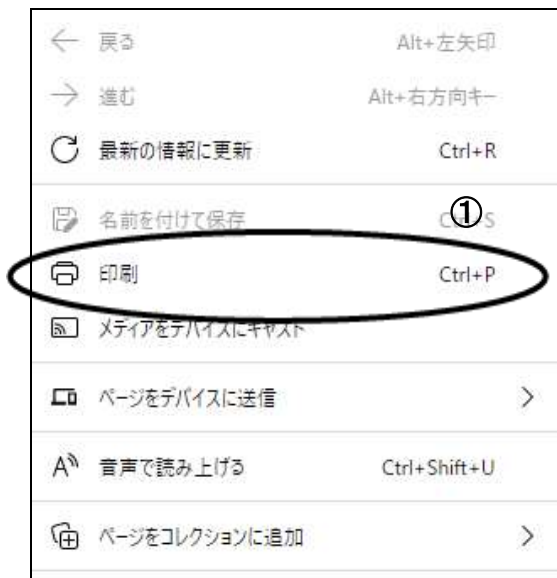 戻る Alt+左矢印
進む Alt+右方向キー
最新の情報に更新 Ctrl+R
①
名前を付けて保存 Ctrl+S
印刷 Ctrl+P
メディアをデバイスにキャスト
ページをデバイスに送信
音声で読み上げる Ctrl+Shift+U
ページをコレクションに追加